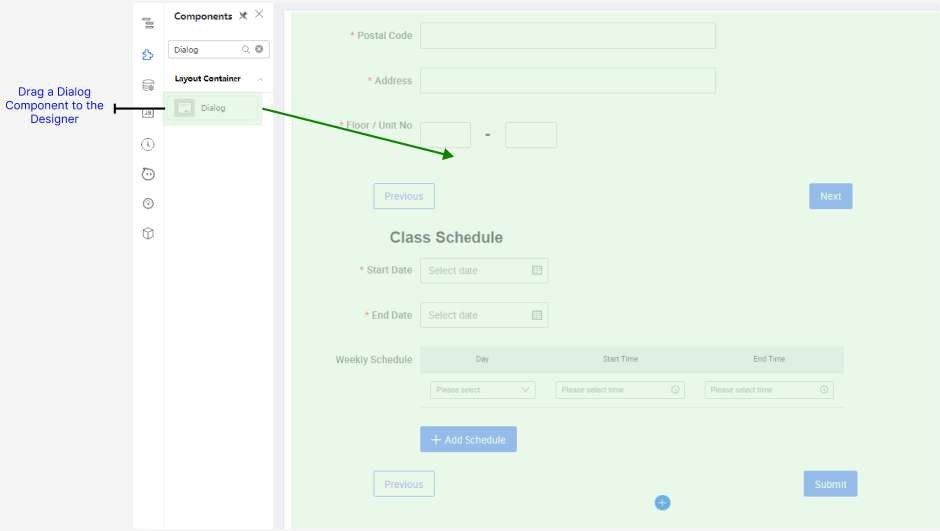 Components
Dialog
Layout Container
Dialog
Drag a Dialog
Component to the
Designer
* Postal Code
* Address
* Floor / Unit No
-
Previous
Next
Class Schedule
* Start Date
Select date
* End Date
Select date
Weekly Schedule
Day
Start Time
End Time
Please select
Please select time
Please select time
+ Add Schedule
Previous
Submit